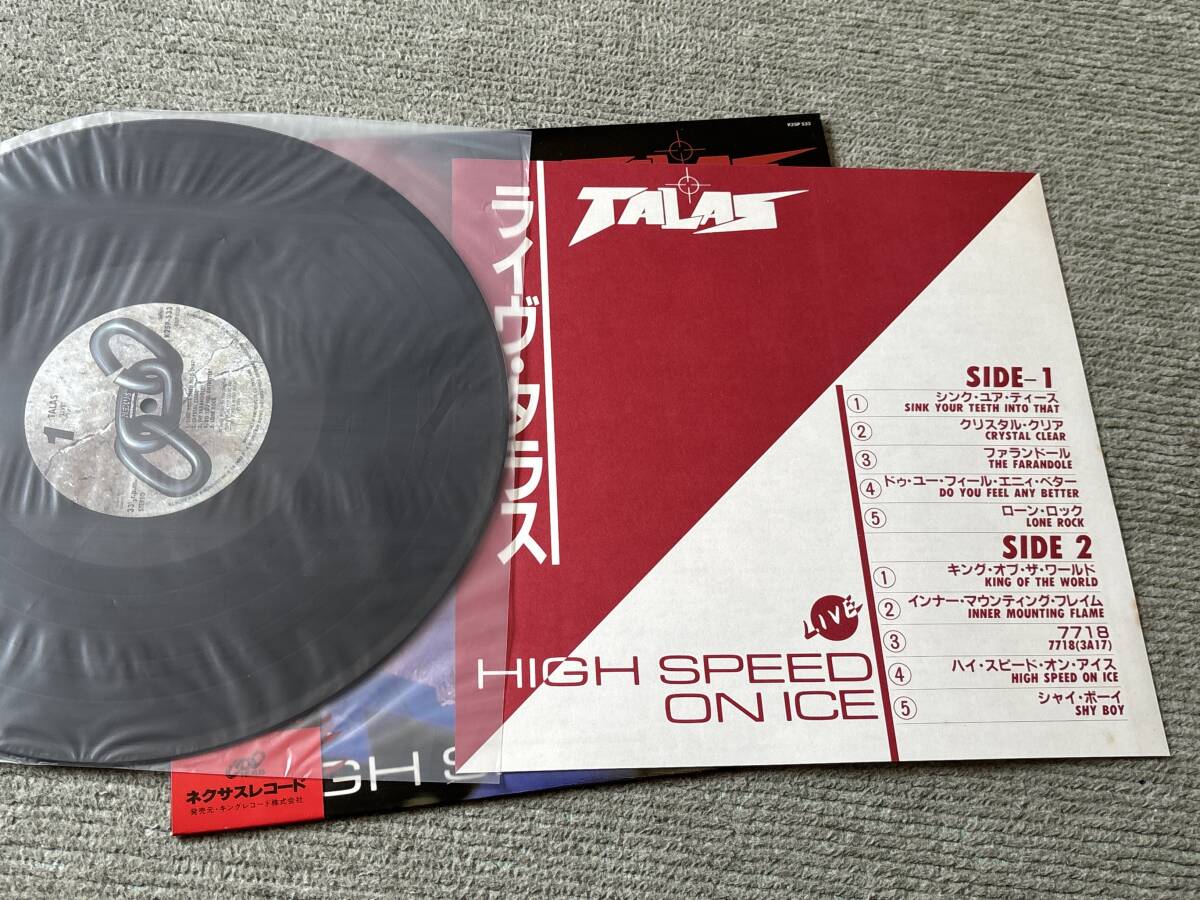 K25P 533
TALAS
ライヴ・タラス
SIDE-1
① シンク・ユア・ティース
SINK YOUR TEETH INTO THAT
② クリスタル・クリア
CRYSTAL CLEAR
③ ファランドール
THE FARANDOLE
④ ドゥ・ユー・フィール・エニィ・ベター
DO YOU FEEL ANY BETTER
⑤ ローン・ロック
LONE ROCK
SIDE 2
① キング・オブ・ザ・ワールド
KING OF THE WORLD
② インナー・マウンティング・フレイム
INNER MOUNTING FLAME
③ 7718
7718(3A17)
④ ハイ・スピード・オン・アイス
HIGH SPEED ON ICE
⑤ シャイ・ボーイ
SHY BOY
LIVE
HIGH SPEED
ON ICE
1
TALAS
K25P-533
NEXUS
STEREO
GH S
ネクサスレコード
発売元・キングレコード株式会社